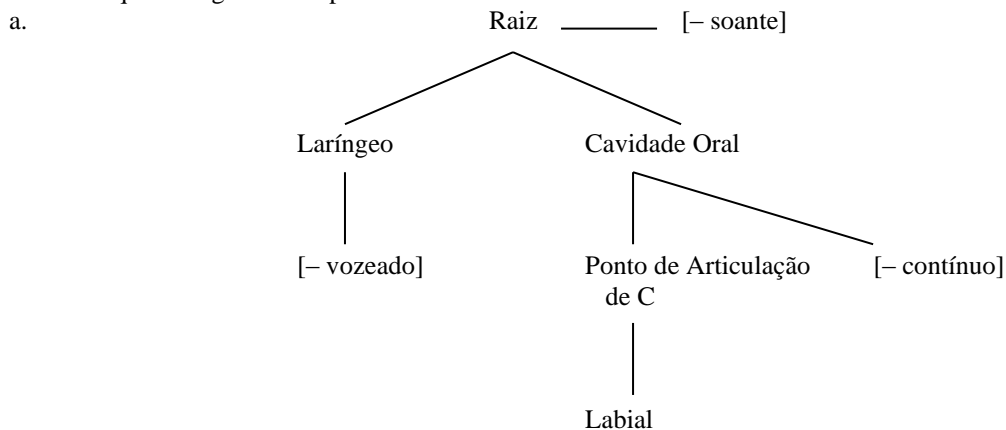 a.
Raiz [– soante]
Laríngeo Cavidade Oral
[– vozeado] Ponto de Articulação [– contínuo]
de C
Labial